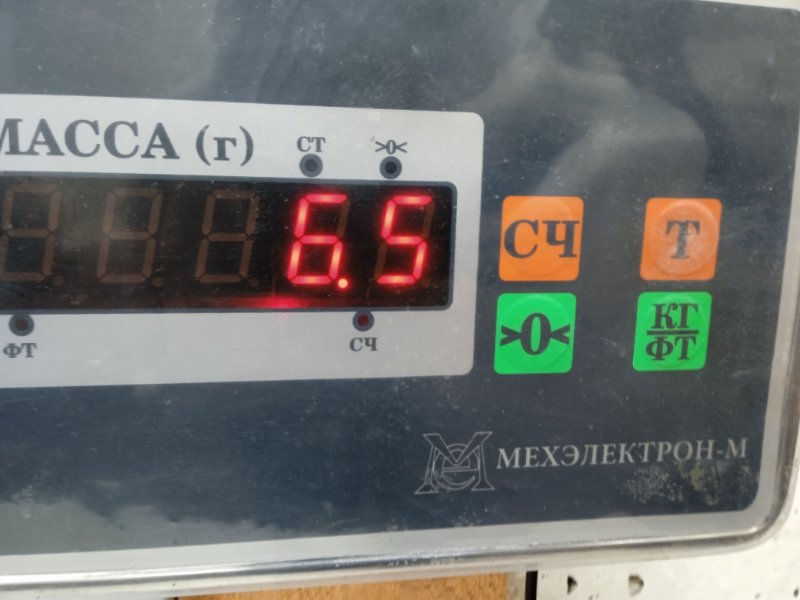 МАССА (г)
СТ >0<
6.5
ФТ СЧ
СЧ Т
>0< КГ
ФТ
МЕХЭЛЕКТРОН-М